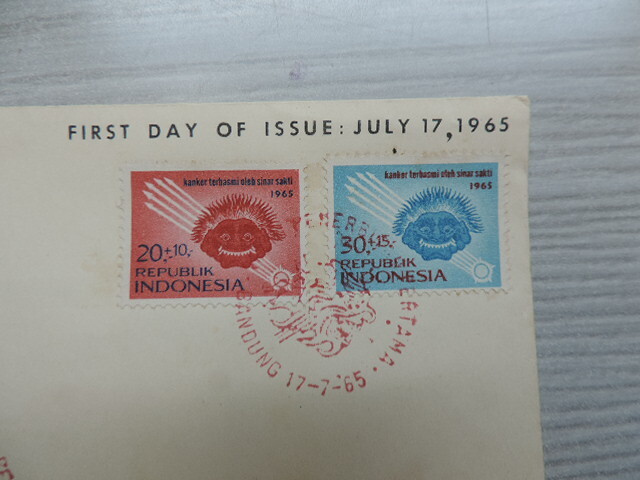 FIRST DAY OF ISSUE: JULY 17, 1965
kanker terbasmi oleh sinar sakti
1965
20+10,-
REPUBLIK
INDONESIA
kanker terbasmi oleh sinar sakti
1965
30,+15,-
REPUBLIK
INDONESIA
BANDUNG 17-7-65